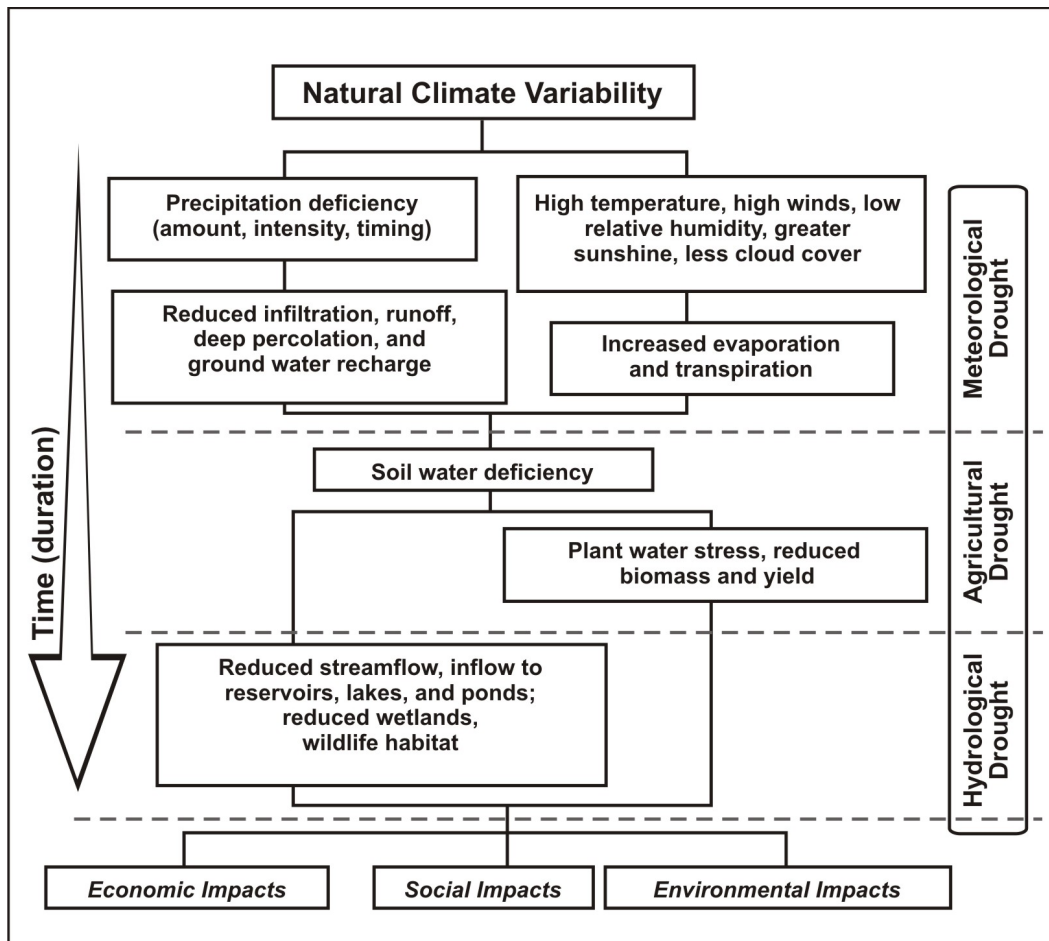 Natural Climate Variability
Precipitation deficiency
(amount, intensity, timing)
High temperature, high winds, low
relative humidity, greater
sunshine, less cloud cover
Reduced infiltration, runoff,
deep percolation, and
ground water recharge
Increased evaporation
and transpiration
Meteorological
Drought
Time (duration)
Soil water deficiency
Plant water stress, reduced
biomass and yield
Agricultural
Drought
Reduced streamflow, inflow to
reservoirs, lakes, and ponds;
reduced wetlands,
wildlife habitat
Hydrological
Drought
Economic Impacts
Social Impacts
Environmental Impacts